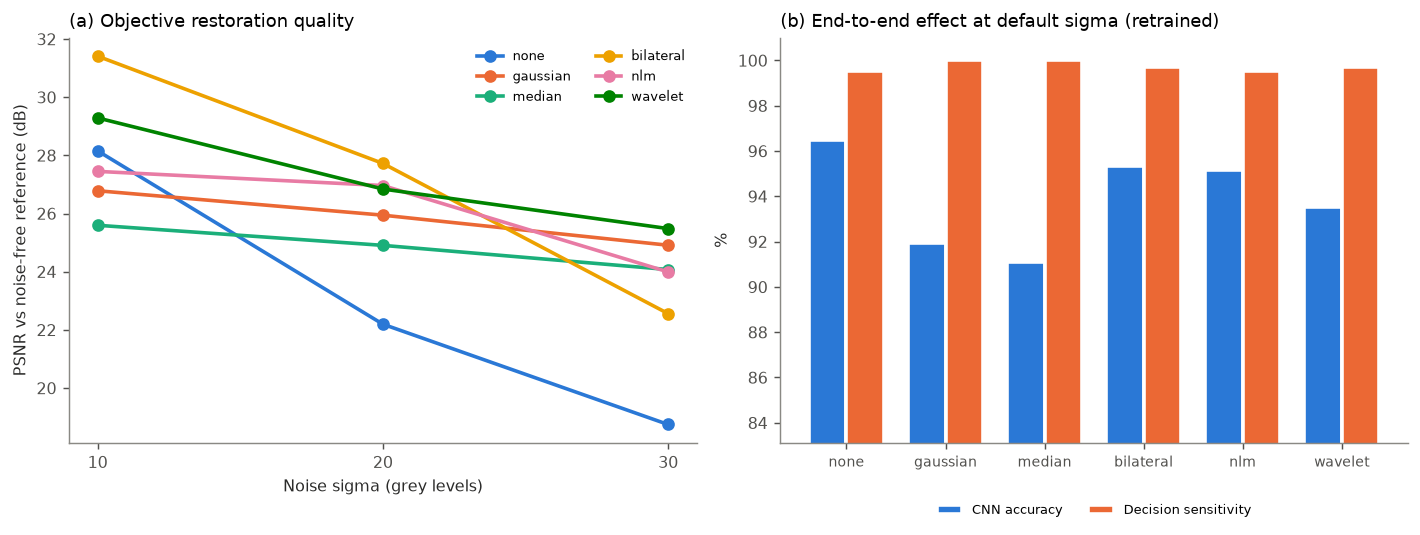 (a) Objective restoration quality
32
30
28
26
24
22
20
PSNR vs noise-free reference (dB)
none
gaussian
median
bilateral
nlm
wavelet
10
20
30
Noise sigma (grey levels)
(b) End-to-end effect at default sigma (retrained)
100
98
96
94
92
90
88
86
84
%
none
gaussian
median
bilateral
nlm
wavelet
CNN accuracy
Decision sensitivity